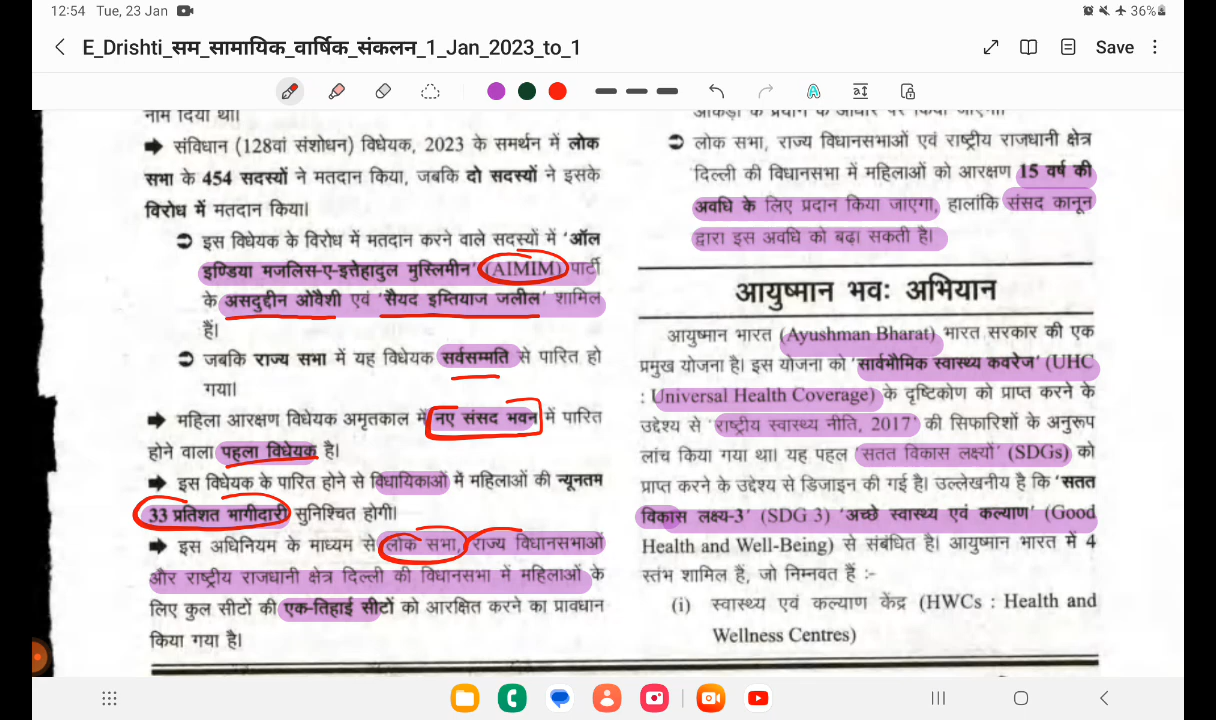 12:54 Tue, 23 Jan
36%
E_Drishti_सम_सामायिक_वार्षिक_संकलन_1_Jan_2023_to_1
Save
नाम दिया था।
➡ संविधान (128वां संशोधन) विधेयक, 2023 के समर्थन में लोक
सभा के 454 सदस्यों ने मतदान किया, जबकि दो सदस्यों ने इसके
विरोध में मतदान किया।
➲ इस विधेयक के विरोध में मतदान करने वाले सदस्यों में ‘ऑल
इण्डिया मजलिस-ए-इत्तेहादुल मुस्लिमीन’ (AIMIM) पार्टी
के असदुद्दीन ओवैशी एवं ‘सैयद इम्तियाज जलील’ शामिल
हैं।
➲ जबकि राज्य सभा में यह विधेयक सर्वसम्मति से पारित हो
गया।
➡ महिला आरक्षण विधेयक अमृतकाल में नए संसद भवन में पारित
होने वाला पहला विधेयक है।
➡ इस विधेयक के पारित होने से विधायिकाओं में महिलाओं की न्यूनतम
33 प्रतिशत भागीदारी सुनिश्चित होगी।
➡ इस अधिनियम के माध्यम से लोक सभा, राज्य विधानसभाओं
और राष्ट्रीय राजधानी क्षेत्र दिल्ली की विधानसभा में महिलाओं के
लिए कुल सीटों की एक-तिहाई सीटों को आरक्षित करने का प्रावधान
किया गया है।
➲ लोक सभा, राज्य विधानसभाओं एवं राष्ट्रीय राजधानी क्षेत्र
दिल्ली की विधानसभा में महिलाओं को आरक्षण 15 वर्ष की
अवधि के लिए प्रदान किया जाएगा, हालांकि संसद कानून
द्वारा इस अवधि को बढ़ा सकती है।
आयुष्मान भवः अभियान
आयुष्मान भारत (Ayushman Bharat) भारत सरकार की एक
प्रमुख योजना है। इस योजना को ‘सार्वभौमिक स्वास्थ्य कवरेज’ (UHC
: Universal Health Coverage) के दृष्टिकोण को प्राप्त करने के
उद्देश्य से ‘राष्ट्रीय स्वास्थ्य नीति, 2017’ की सिफारिशों के अनुरूप
लांच किया गया था। यह पहल ‘सतत विकास लक्ष्यों’ (SDGs) को
प्राप्त करने के उद्देश्य से डिजाइन की गई है। उल्लेखनीय है कि ‘सतत
विकास लक्ष्य-3’ (SDG 3) ‘अच्छे स्वास्थ्य एवं कल्याण’ (Good
Health and Well-Being) से संबंधित है। आयुष्मान भारत में 4
स्तंभ शामिल हैं, जो निम्नवत हैं :-
(i) स्वास्थ्य एवं कल्याण केंद्र (HWCs : Health and
Wellness Centres)